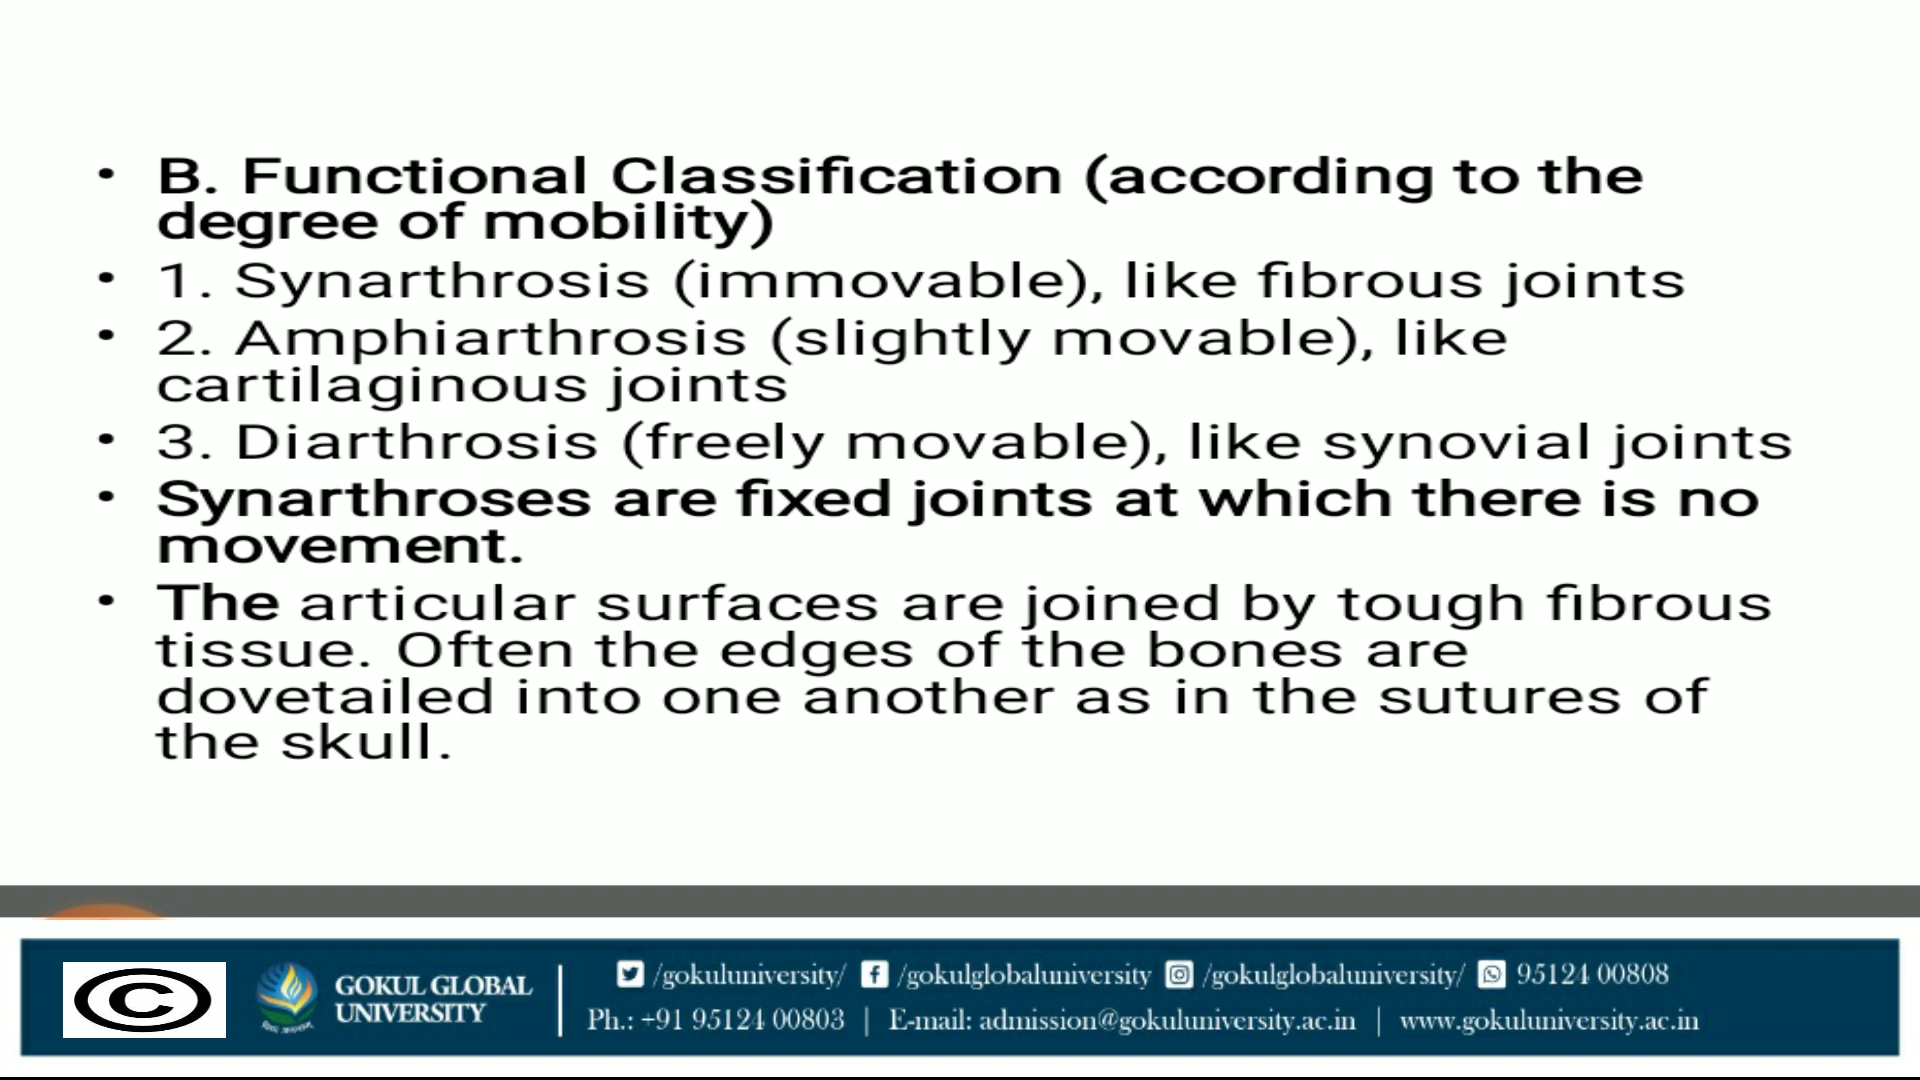 • B. Functional Classification (according to the
degree of mobility)
• 1. Synarthrosis (immovable), like fibrous joints
• 2. Amphiarthrosis (slightly movable), like
cartilaginous joints
• 3. Diarthrosis (freely movable), like synovial joints
• Synarthroses are fixed joints at which there is no
movement.
• The articular surfaces are joined by tough fibrous
tissue. Often the edges of the bones are
dovetailed into one another as in the sutures of
the skull.
©
GOKUL GLOBAL
UNIVERSITY
/gokuluniversity/ /gokulglobaluniversity /gokulglobaluniversity/ 95124 00808
Ph.: +91 95124 00803 | E-mail: admission@gokuluniversity.ac.in | www.gokuluniversity.ac.in